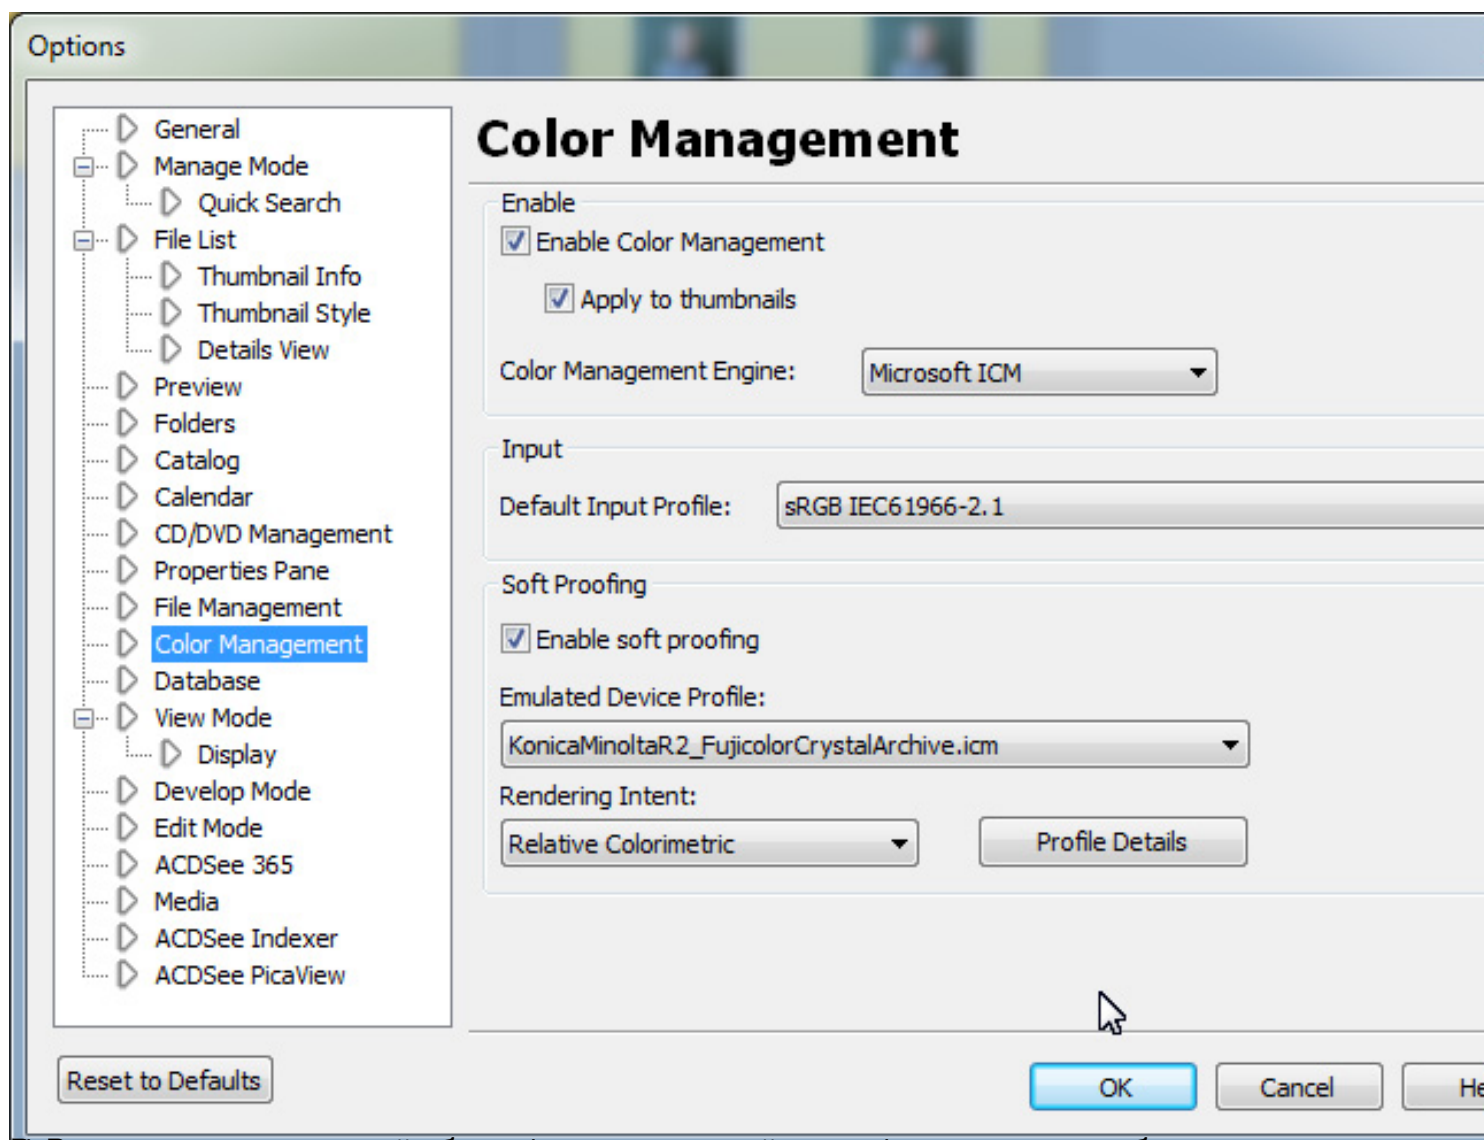 Options
General
Manage Mode
Quick Search
File List
Thumbnail Info
Thumbnail Style
Details View
Preview
Folders
Catalog
Calendar
CD/DVD Management
Properties Pane
File Management
Color Management
Database
View Mode
Display
Develop Mode
Edit Mode
ACDSee 365
Media
ACDSee Indexer
ACDSee PicaView
Reset to Defaults
Color Management
Enable
Enable Color Management
Apply to thumbnails
Color Management Engine: Microsoft ICM
Input
Default Input Profile: sRGB IEC61966-2.1
Soft Proofing
Enable soft proofing
Emulated Device Profile:
KonicaMinoltaR2_FujicolorCrystalArchive.icm
Rendering Intent:
Relative Colorimetric Profile Details
OK Cancel He